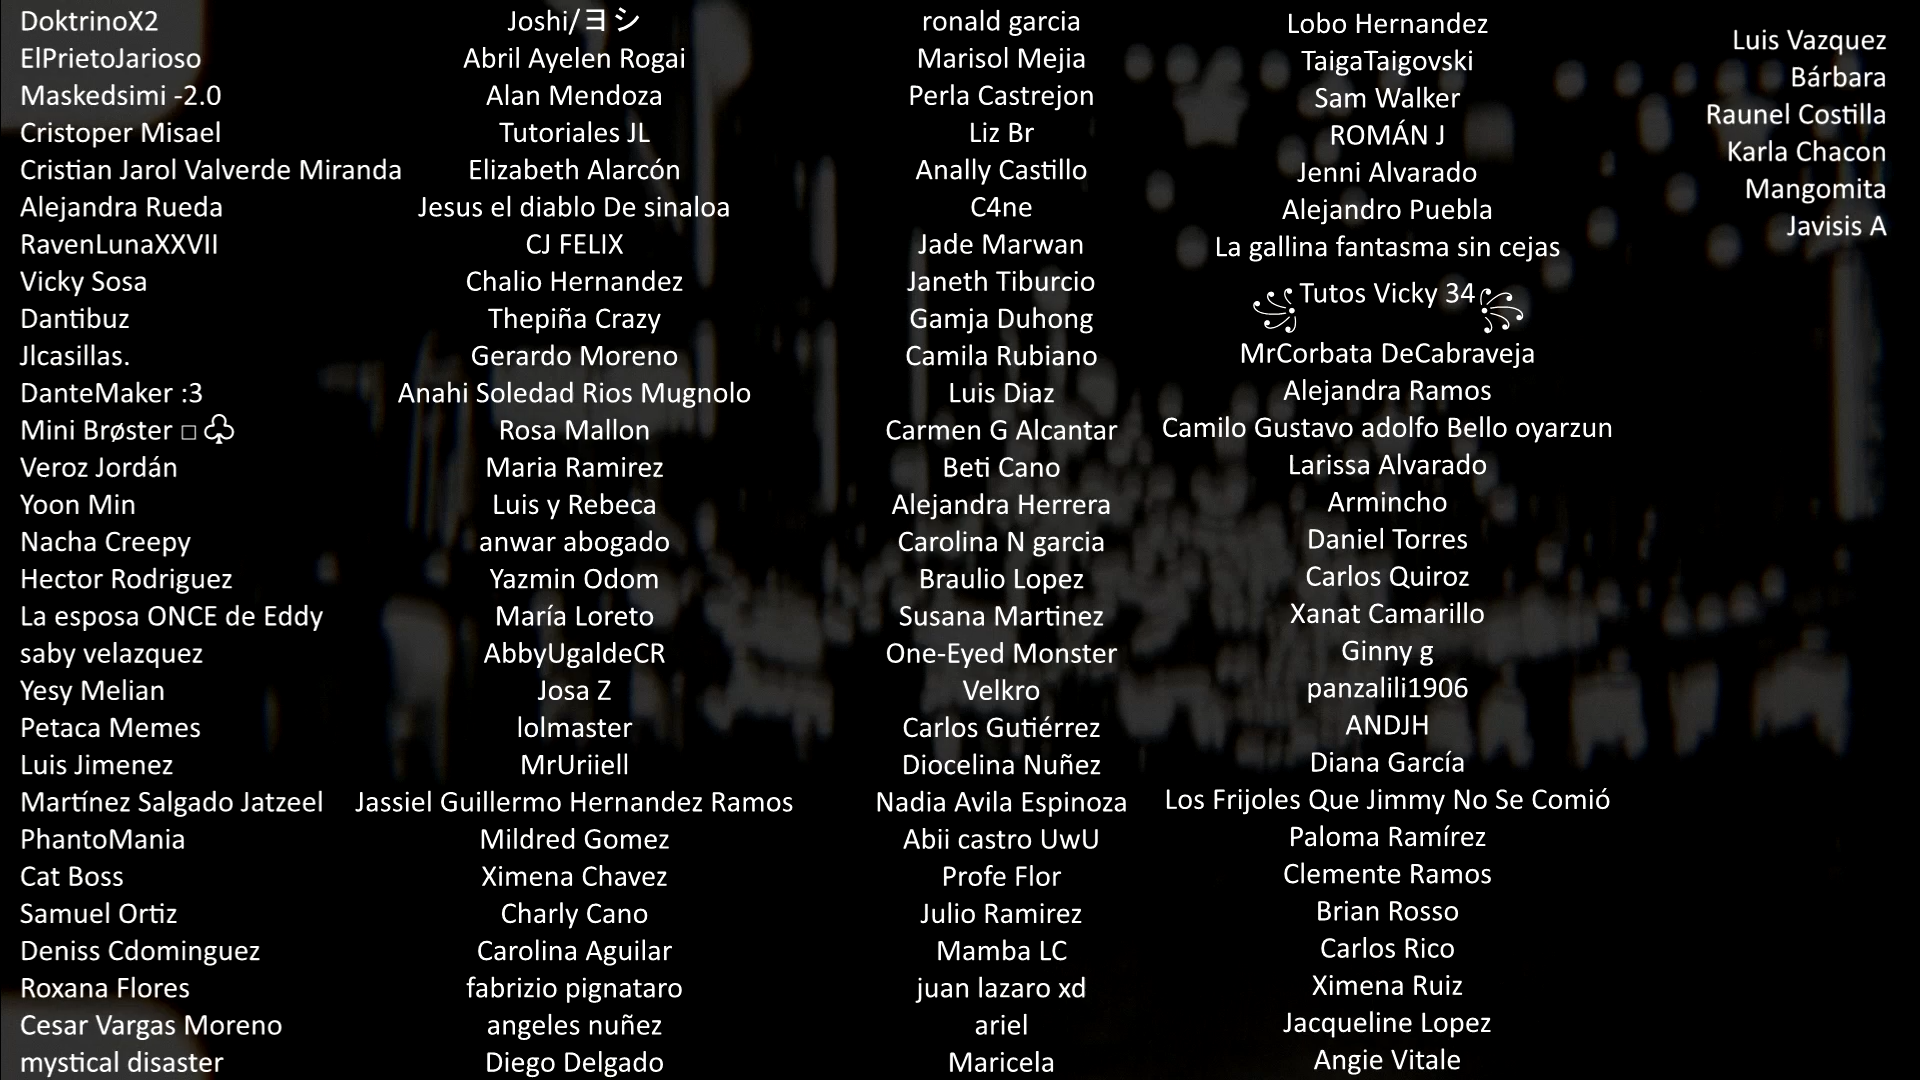 DoktrinoX2
ElPrietoJarioso
Maskedsimi -2.0
Cristoper Misael
Cristian Jarol Valverde Miranda
Alejandra Rueda
RavenLunaXXVII
Vicky Sosa
Dantibuz
Jlcasillas.
DanteMaker :3
Mini Brøster □ ♧
Veroz Jordán
Yoon Min
Nacha Creepy
Hector Rodriguez
La esposa ONCE de Eddy
saby velazquez
Yesy Melian
Petaca Memes
Luis Jimenez
Martínez Salgado Jatzeel
PhantoMania
Cat Boss
Samuel Ortiz
Deniss Cdominguez
Roxana Flores
Cesar Vargas Moreno
mystical disaster
Joshi/ヨシ
Abril Ayelen Rogai
Alan Mendoza
Tutoriales JL
Elizabeth Alarcón
Jesus el diablo De sinaloa
CJ FELIX
Chalio Hernandez
Thepiña Crazy
Gerardo Moreno
Anahi Soledad Rios Mugnolo
Rosa Mallon
Maria Ramirez
Luis y Rebeca
anwar abogado
Yazmin Odom
María Loreto
AbbyUgaldeCR
Josa Z
lolmaster
MrUriiell
Jassiel Guillermo Hernandez Ramos
Mildred Gomez
Ximena Chavez
Charly Cano
Carolina Aguilar
fabrizio pignataro
angeles nuñez
Diego Delgado
ronald garcia
Marisol Mejia
Perla Castrejon
Liz Br
Anally Castillo
C4ne
Jade Marwan
Janeth Tiburcio
Gamja Duhong
Camila Rubiano
Luis Diaz
Carmen G Alcantar
Beti Cano
Alejandra Herrera
Carolina N garcia
Braulio Lopez
Susana Martinez
One-Eyed Monster
Velkro
Carlos Gutiérrez
Diocelina Nuñez
Nadia Avila Espinoza
Abii castro UwU
Profe Flor
Julio Ramirez
Mamba LC
juan lazaro xd
ariel
Maricela
Lobo Hernandez
TaigaTaigovski
Sam Walker
ROMÁN J
Jenni Alvarado
Alejandro Puebla
La gallina fantasma sin cejas
꧁Tutos Vicky 34꧂
MrCorbata DeCabraveja
Alejandra Ramos
Camilo Gustavo adolfo Bello oyarzun
Larissa Alvarado
Armincho
Daniel Torres
Carlos Quiroz
Xanat Camarillo
Ginny g
panzalili1906
ANDJH
Diana García
Los Frijoles Que Jimmy No Se Comió
Paloma Ramírez
Clemente Ramos
Brian Rosso
Carlos Rico
Ximena Ruiz
Jacqueline Lopez
Angie Vitale
Luis Vazquez
Bárbara
Raunel Costilla
Karla Chacon
Mangomita
Javisis A